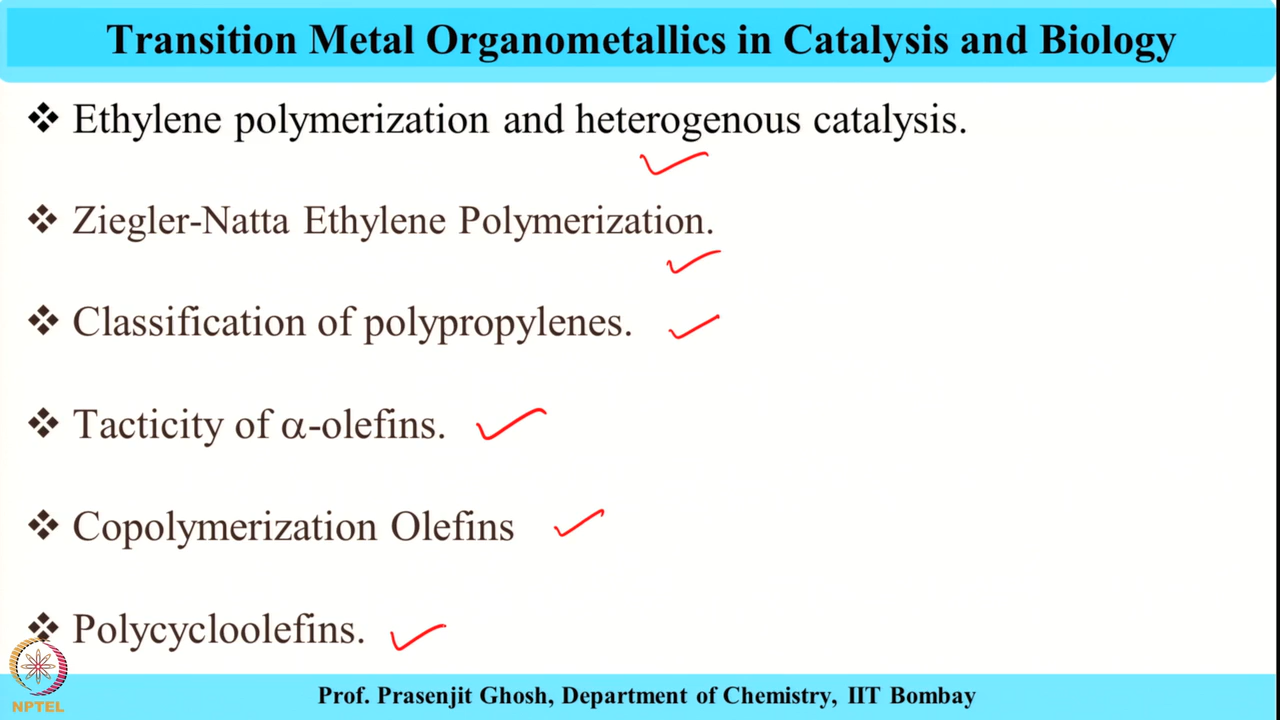 Transition Metal Organometallics in Catalysis and Biology
❖ Ethylene polymerization and heterogenous catalysis.
❖ Ziegler-Natta Ethylene Polymerization.
❖ Classification of polypropylenes.
❖ Tacticity of α-olefins.
❖ Copolymerization Olefins
❖ Polycycloolefins.
NPTEL
Prof. Prasenjit Ghosh, Department of Chemistry, IIT Bombay